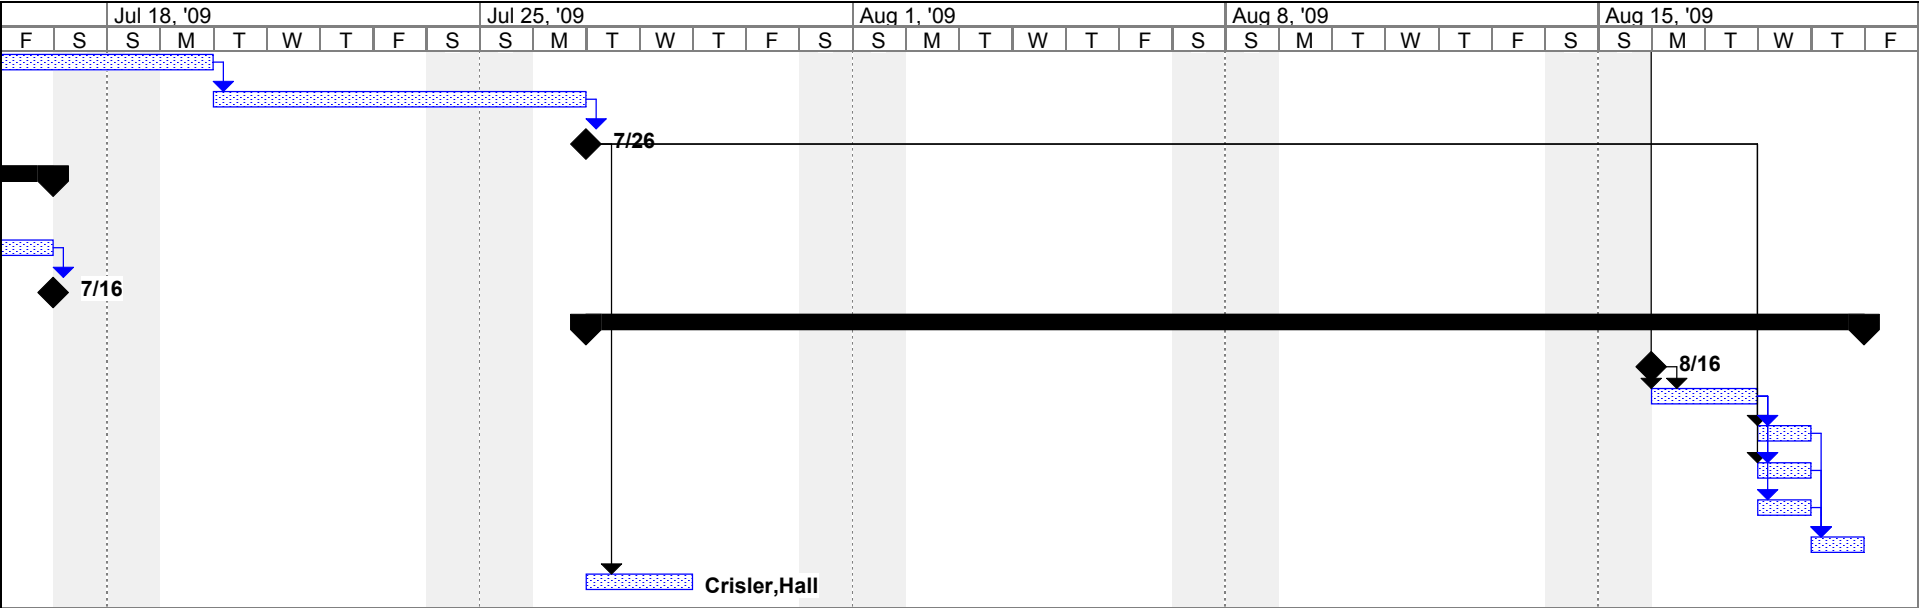 Jul 18, '09 Jul 25, '09 Aug 1, '09 Aug 8, '09 Aug 15, '09
F S S M T W T F S S M T W T F S S M T W T F S S M T W T F S S M T W T F
7/26
7/16
8/16
Crisler,Hall